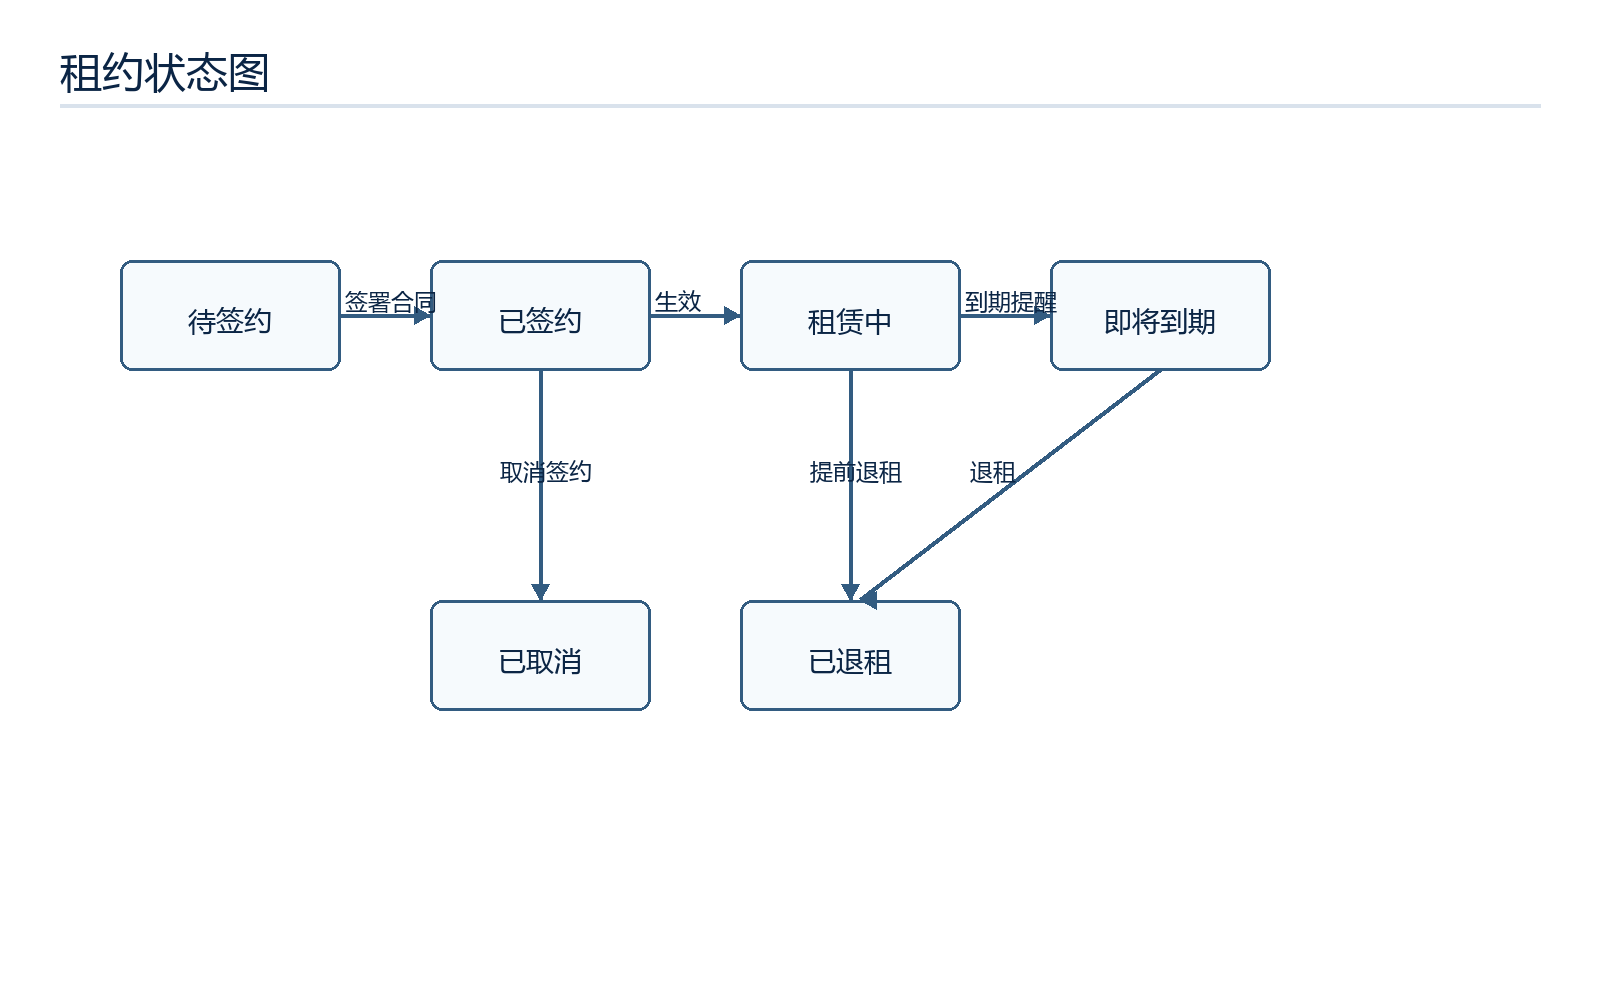 租约状态图
待签约
签署合同
已签约
生效
租赁中
到期提醒
即将到期
取消签约
提前退租
退租
已取消
已退租